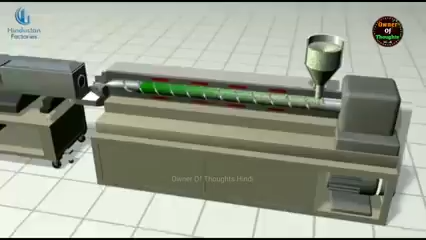 Hindustan
Factories
Owner
Of
Thoughts
Owner Of Thoughts Hindi